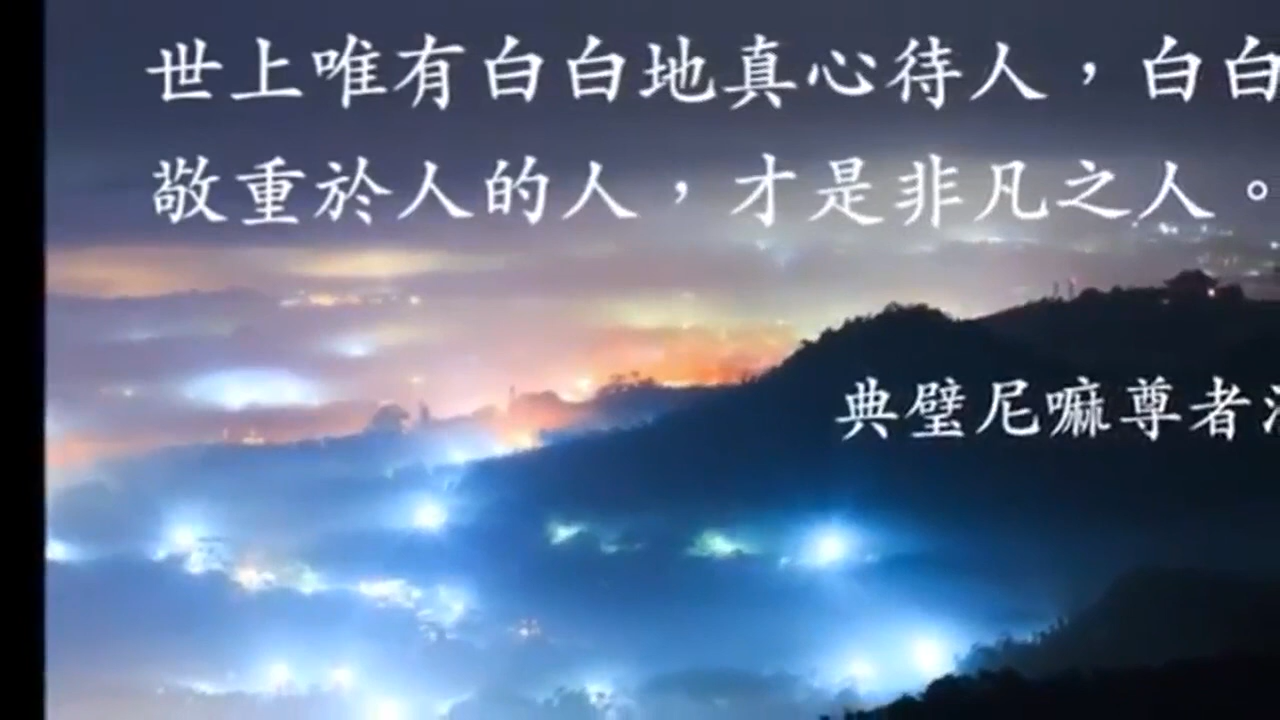 世上唯有白白地真心待人，白白
敬重於人的人，才是非凡之人。
典璧尼嘛尊者